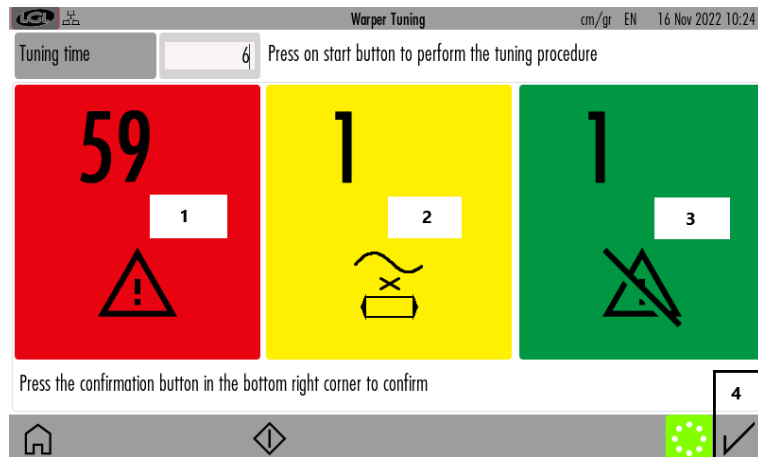 LGL Warper Tuning cm/gr EN 16 Nov 2022 10:24
Tuning time 6 Press on start button to perform the tuning procedure
59 1 1
1 2 3
! !
Press the confirmation button in the bottom right corner to confirm
4